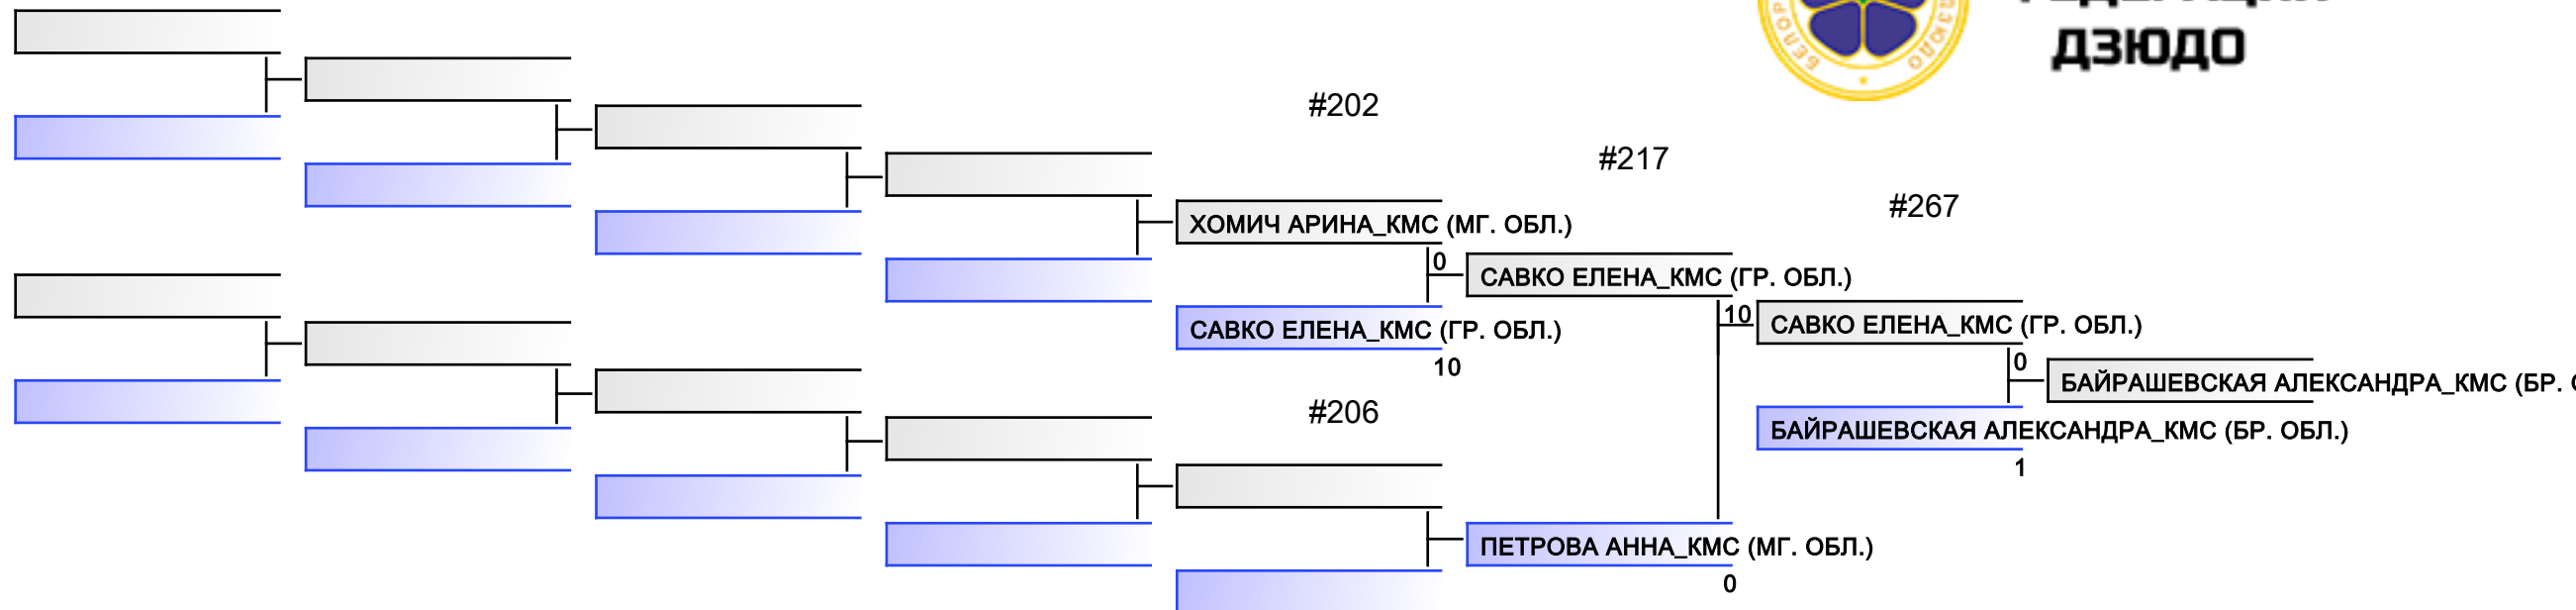 ДЗЮДО
#202
#217
#267
ХОМИЧ АРИНА_КМС (МГ. ОБЛ.)
0
САВКО ЕЛЕНА_КМС (ГР. ОБЛ.)
САВКО ЕЛЕНА_КМС (ГР. ОБЛ.)
10
10
САВКО ЕЛЕНА_КМС (ГР. ОБЛ.)
0
БАЙРАШЕВСКАЯ АЛЕКСАНДРА_КМС (БР.
БАЙРАШЕВСКАЯ АЛЕКСАНДРА_КМС (БР. ОБЛ.)
1
#206
ПЕТРОВА АННА_КМС (МГ. ОБЛ.)
0